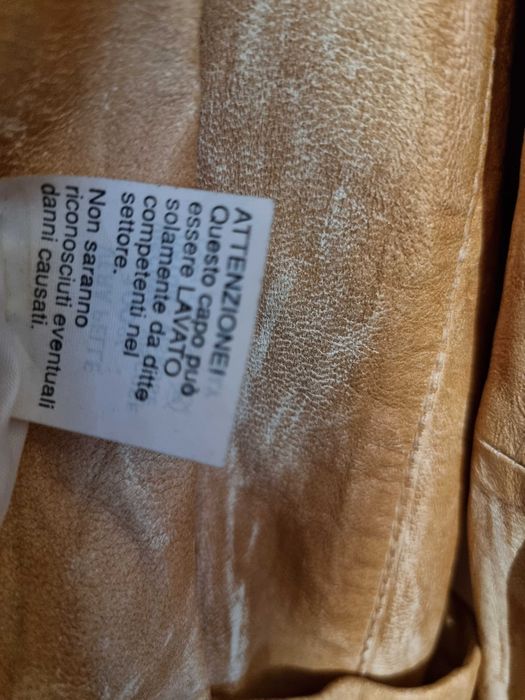 ATTENZIONE!
Questo capo può
essere LAVATO
solamente da ditte
competenti nel
settore.
Non saranno
riconosciuti eventuali
danni causati.